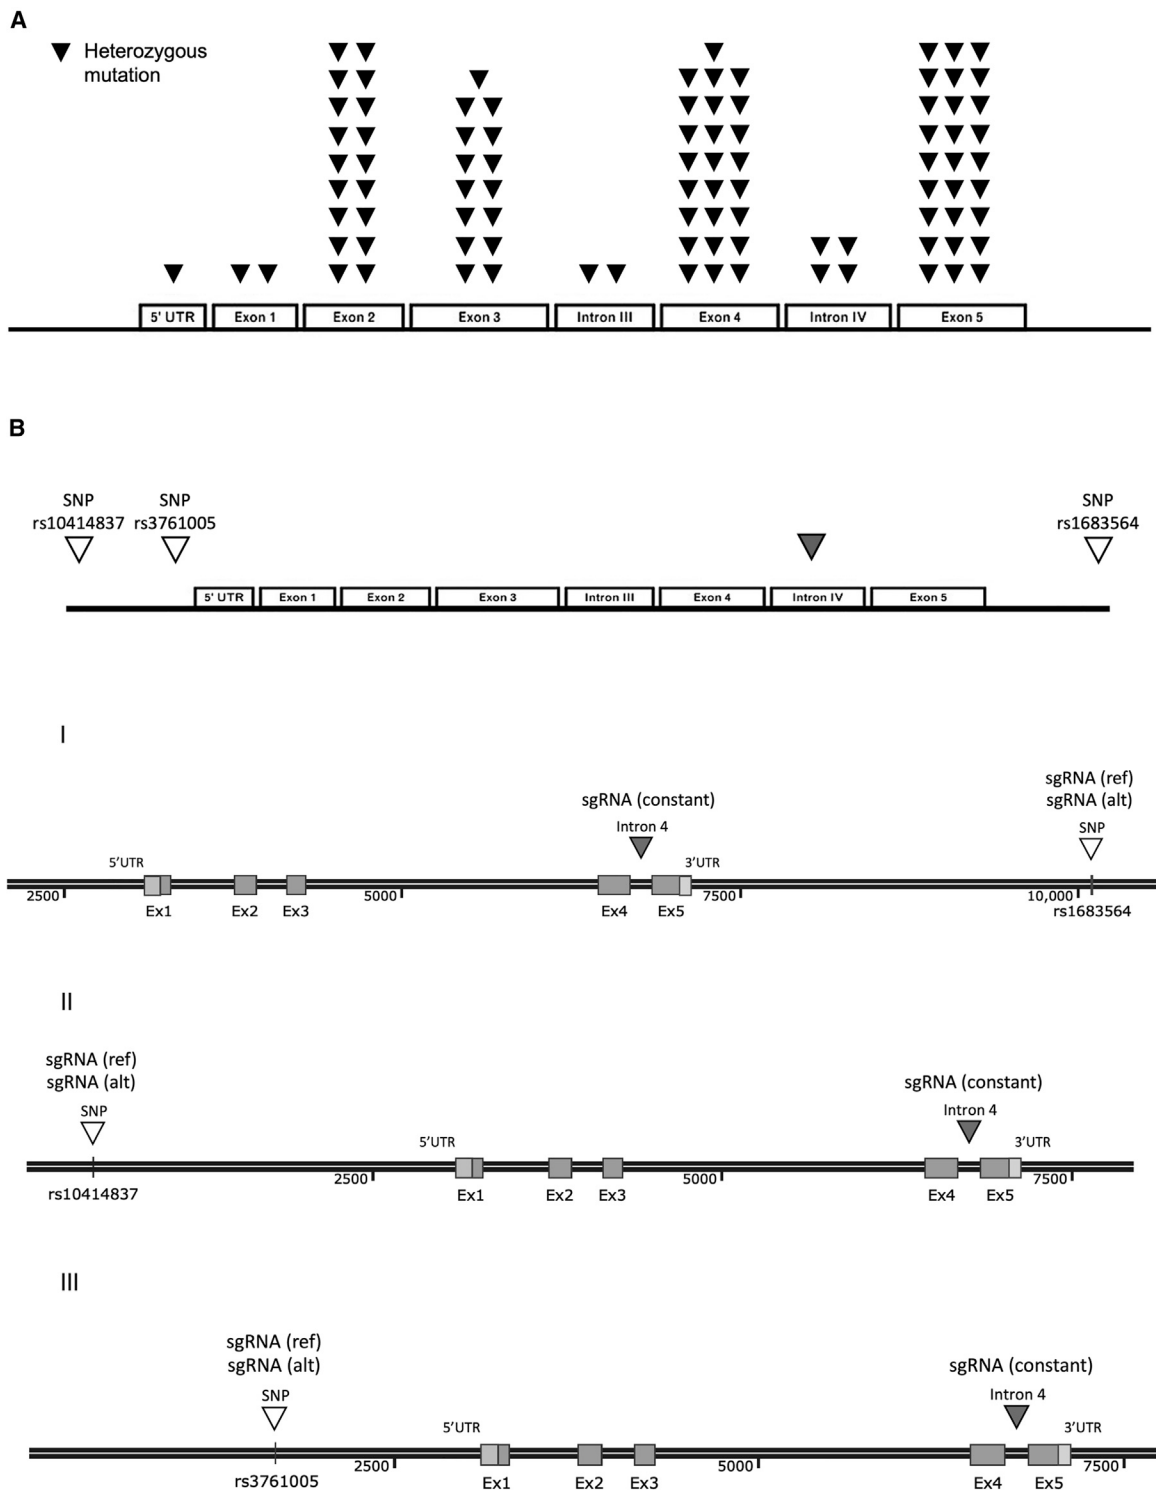 A
Heterozygous
mutation
5' UTR Exon 1 Exon 2 Exon 3 Intron III Exon 4 Intron IV Exon 5
B
SNP SNP SNP
rs10414837 rs3761005 rs1683564
5' UTR Exon 1 Exon 2 Exon 3 Intron III Exon 4 Intron IV Exon 5
I
sgRNA (ref)
sgRNA (constant) sgRNA (alt)
Intron 4 SNP
5'UTR 3'UTR
2500 5000 7500 10,000
Ex1 Ex2 Ex3 Ex4 Ex5 rs1683564
II
sgRNA (ref)
sgRNA (alt) sgRNA (constant)
SNP Intron 4
5'UTR 3'UTR
2500 5000 7500
rs10414837 Ex1 Ex2 Ex3 Ex4 Ex5
III
sgRNA (ref)
sgRNA (alt) sgRNA (constant)
SNP Intron 4
5'UTR 3'UTR
2500 5000 7500
rs3761005 Ex1 Ex2 Ex3 Ex4 Ex5